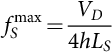 f_S^max = V_D / 4hL_S